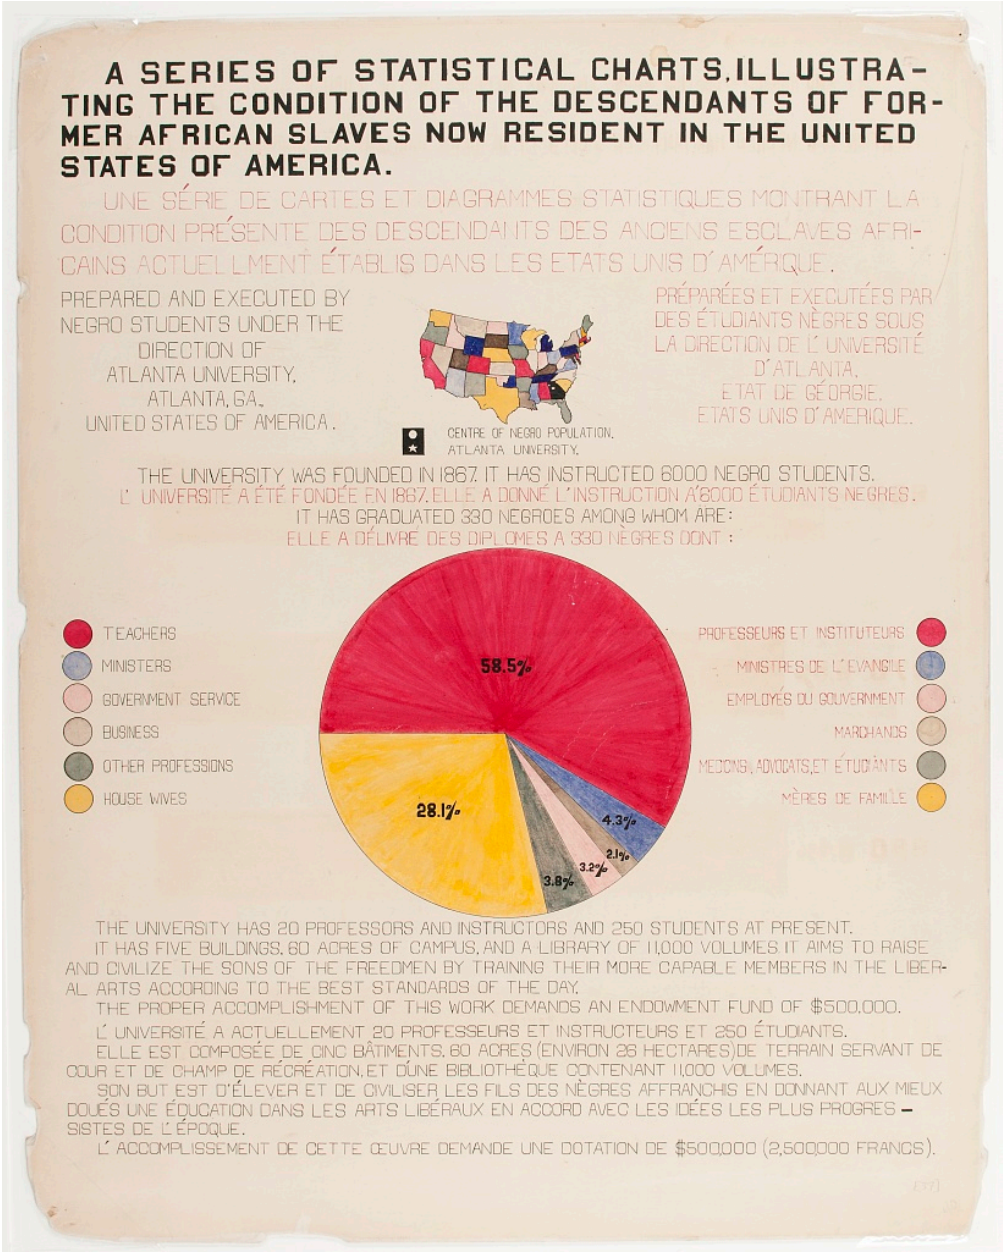 A SERIES OF STATISTICAL CHARTS, ILLUSTRA-
TING THE CONDITION OF THE DESCENDANTS OF FOR-
MER AFRICAN SLAVES NOW RESIDENT IN THE UNITED
STATES OF AMERICA.
UNE SÉRIE DE CARTES ET DIAGRAMMES STATISTIQUES MONTRANT LA
CONDITION PRÉSENTE DES DESCENDANTS DES ANCIENS ESCLAVES AFRI-
CAINS ACTUELLMENT ÉTABLIS DANS LES ETATS UNIS D'AMÉRIQUE.
PREPARED AND EXECUTED BY
NEGRO STUDENTS UNDER THE
DIRECTION OF
ATLANTA UNIVERSITY,
ATLANTA, GA.
UNITED STATES OF AMERICA.
PRÉPARÉES ET EXECUTÉES PAR
DES ÉTUDIANTS NÈGRES SOUS
LA DIRECTION DE L'UNIVERSITÉ
D'ATLANTA,
ETAT DE GÉORGIE,
ETATS UNIS D'AMERIQUE.
CENTRE OF NEGRO POPULATION,
ATLANTA UNIVERSITY,
THE UNIVERSITY WAS FOUNDED IN 1867. IT HAS INSTRUCTED 6000 NEGRO STUDENTS.
L'UNIVERSITÉ A ÉTÉ FONDÉE EN 1867. ELLE A DONNÉ L'INSTRUCTION A'6000 ÉTUDIANTS NEGRES.
IT HAS GRADUATED 330 NEGROES AMONG WHOM ARE:
ELLE A DÉLIVRÉ DES DIPLOMES A 330 NÈGRES DONT :
TEACHERS
MINISTERS
GOVERNMENT SERVICE
BUSINESS
OTHER PROFESSIONS
HOUSE WIVES
58.5%
28.1%
4.3%
2.1%
3.2%
3.8%
PROFESSEURS ET INSTITUTEURS
MINISTRES DE L'EVANGILE
EMPLOYÉS DU GOUVERNMENT
MARCHANDS
MEDCINS, ADVOCATS, ET ÉTUDIANTS
MÈRES DE FAMILLE
THE UNIVERSITY HAS 20 PROFESSORS AND INSTRUCTORS AND 250 STUDENTS AT PRESENT.
IT HAS FIVE BUILDINGS, 60 ACRES OF CAMPUS, AND A LIBRARY OF 11,000 VOLUMES. IT AIMS TO RAISE
AND CIVILIZE THE SONS OF THE FREEDMEN BY TRAINING THEIR MORE CAPABLE MEMBERS IN THE LIBER-
AL ARTS ACCORDING TO THE BEST STANDARDS OF THE DAY.
THE PROPER ACCOMPLISHMENT OF THIS WORK DEMANDS AN ENDOWMENT FUND OF $500,000.
L'UNIVERSITÉ A ACTUELLEMENT 20 PROFESSEURS ET INSTRUCTEURS ET 250 ÉTUDIANTS.
ELLE EST COMPOSÉE DE CINC BÂTIMENTS, 60 ACRES (ENVIRON 26 HECTARES) DE TERRAIN SERVANT DE
COUR ET DE CHAMP DE RÉCRÉATION, ET D'UNE BIBLIOTHÈQUE CONTENANT 11,000 VOLUMES.
SON BUT EST D'ÉLEVER ET DE CIVILISER LES FILS DES NÈGRES AFFRANCHIS EN DONNANT AUX MIEUX
DOUÉS UNE ÉDUCATION DANS LES ARTS LIBÉRAUX EN ACCORD AVEC LES IDÉES LES PLUS PROGRES-
SISTES DE L'ÉPOQUE.
L'ACCOMPLISSEMENT DE CETTE ŒUVRE DEMANDE UNE DOTATION DE $500,000 (2,500,000 FRANCS).